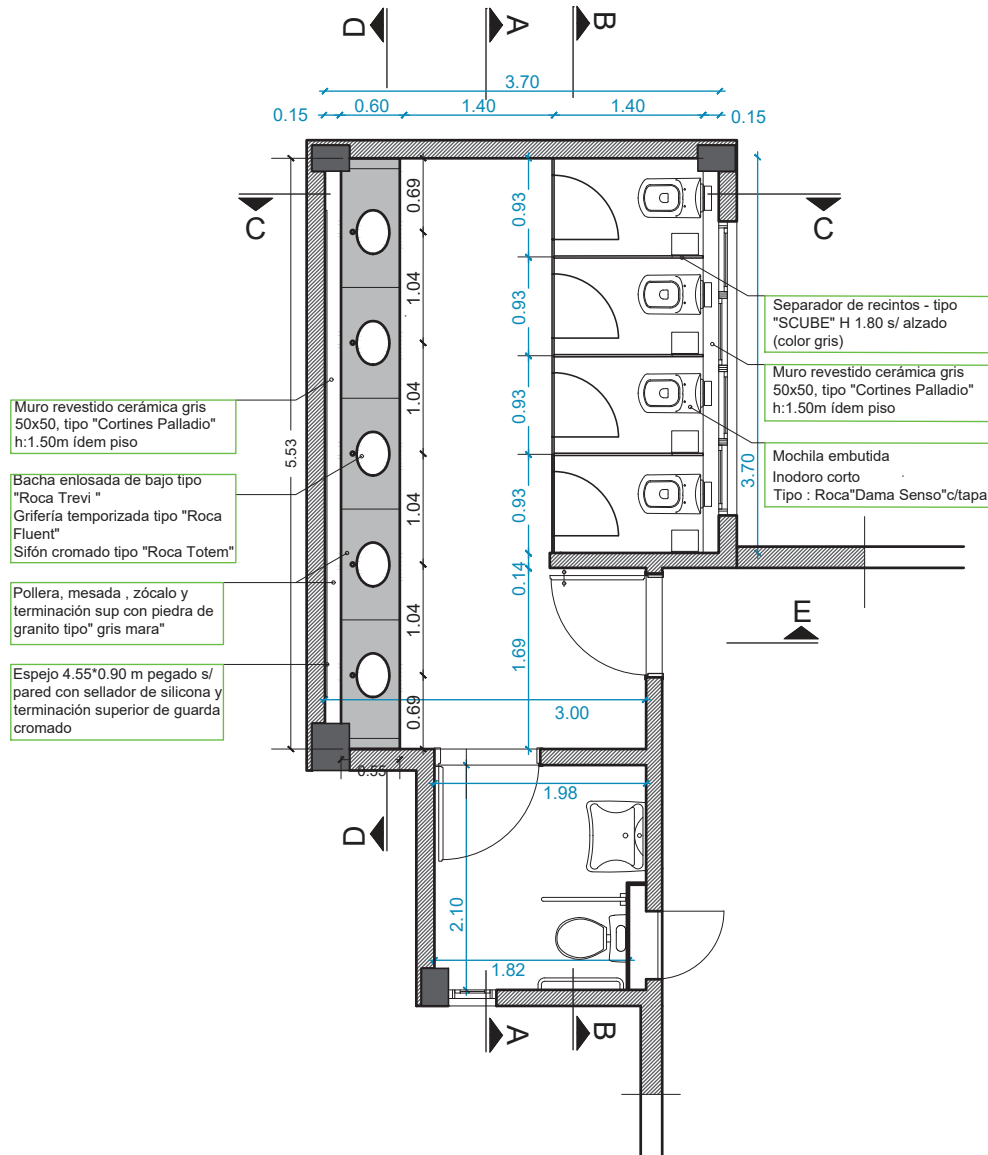 D
A
B
3.70
0.15
0.60
1.40
1.40
0.15
C
C
0.69
0.93
1.04
0.93
1.04
0.93
5.53
1.04
0.93
3.70
0.14
1.04
1.69
0.69
3.00
0.55
E
Separador de recintos - tipo
"SCUBE" H 1.80 s/ alzado
(color gris)
Muro revestido cerámica gris
50x50, tipo "Cortines Palladio"
h:1.50m ídem piso
Mochila embutida
Inodoro corto
Tipo : Roca"Dama Senso"c/tapa
Muro revestido cerámica gris
50x50, tipo "Cortines Palladio"
h:1.50m ídem piso
Bacha enlosada de bajo tipo
"Roca Trevi "
Grifería temporizada tipo "Roca
Fluent"
Sifón cromado tipo "Roca Totem"
Pollera, mesada , zócalo y
terminación sup con piedra de
granito tipo" gris mara"
Espejo 4.55*0.90 m pegado s/
pared con sellador de silicona y
terminación superior de guarda
cromado
D
1.98
2.10
1.82
A
B